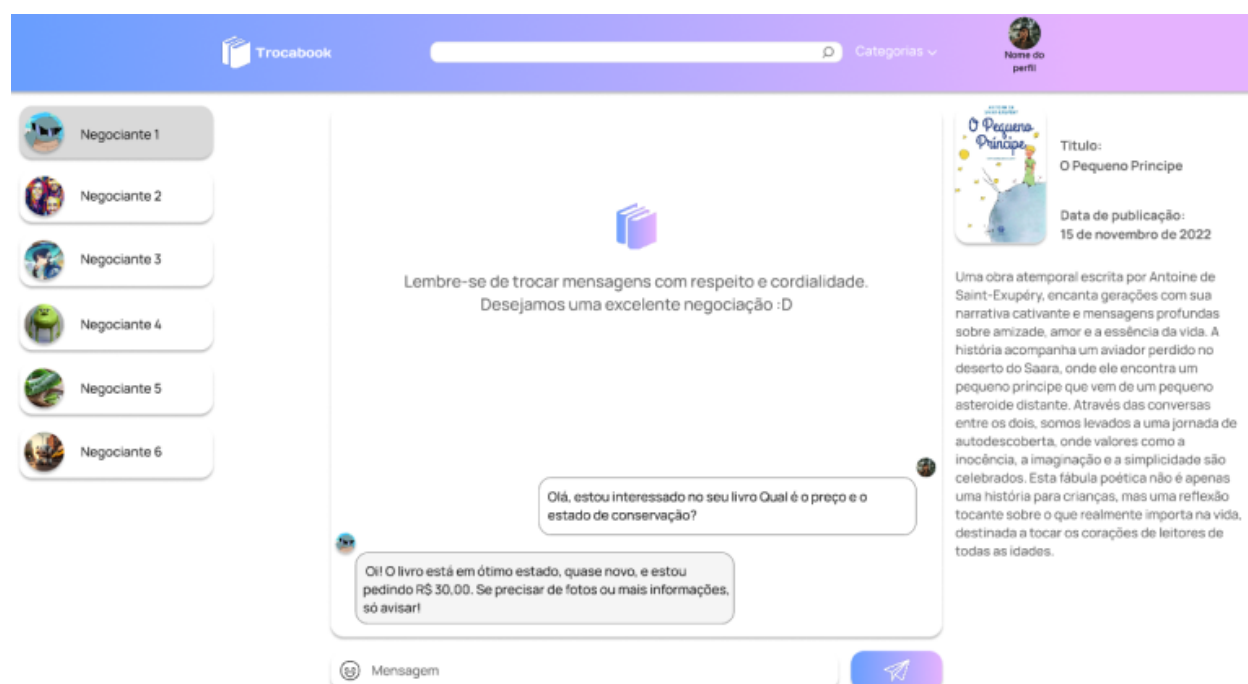 Trocabook
Categorias
Nome do
perfil
Negociante 1
Negociante 2
Negociante 3
Negociante 4
Negociante 5
Negociante 6
Lembre-se de trocar mensagens com respeito e cordialidade.
Desejamos uma excelente negociação :D
Olá, estou interessado no seu livro Qual é o preço e o
estado de conservação?
Oi! O livro está em ótimo estado, quase novo, e estou
pedindo R$ 30,00. Se precisar de fotos ou mais informações,
só avisar!
Mensagem
O Pequeno
Príncipe
Titulo:
O Pequeno Principe
Data de publicação:
15 de novembro de 2022
Uma obra atemporal escrita por Antoine de
Saint-Exupéry, encanta gerações com sua
narrativa cativante e mensagens profundas
sobre amizade, amor e a essência da vida. A
história acompanha um aviador perdido no
deserto do Saara, onde ele encontra um
pequeno príncipe que vem de um pequeno
asteroide distante. Através das conversas
entre os dois, somos levados a uma jornada de
autodescoberta, onde valores como a
inocência, a imaginação e a simplicidade são
celebrados. Esta fábula poética não é apenas
uma história para crianças, mas uma reflexão
tocante sobre o que realmente importa na vida,
destinada a tocar os corações de leitores de
todas as idades.